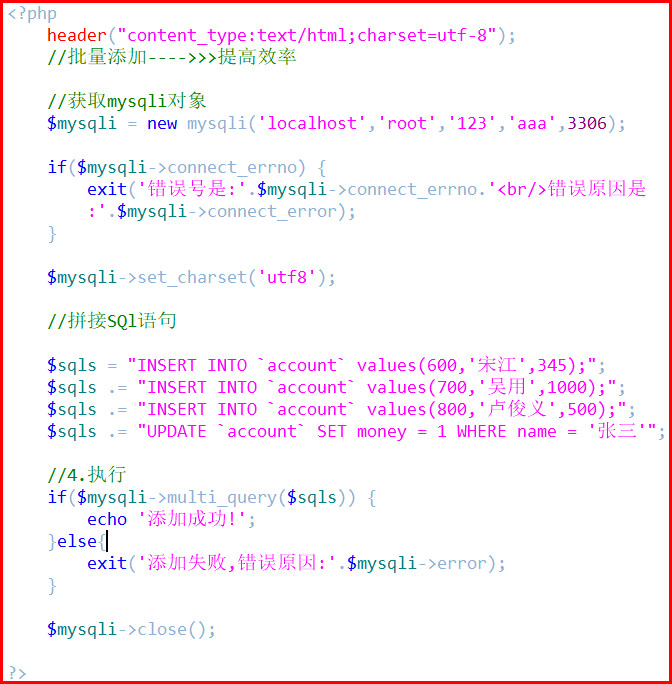 <?php
header("content_type:text/html;charset=utf-8");
//批量添加---->>>提高效率
//获取mysqli对象
$mysqli = new mysqli('localhost','root','123','aaa',3306);
if($mysqli->connect_errno) {
exit('错误号是:'.$mysqli->connect_errno.'<br/>错误原因是
:'.$mysqli->connect_error);
}
$mysqli->set_charset('utf8');
//拼接SQl语句
$sqls = "INSERT INTO `account` values(600,'宋江',345);";
$sqls .= "INSERT INTO `account` values(700,'吴用',1000);";
$sqls .= "INSERT INTO `account` values(800,'卢俊义',500);";
$sqls .= "UPDATE `account` SET money = 1 WHERE name = '张三'";
//4.执行
if($mysqli->multi_query($sqls)) {
echo '添加成功!';
}else{
exit('添加失败,错误原因:'.$mysqli->error);
}
$mysqli->close();
?>